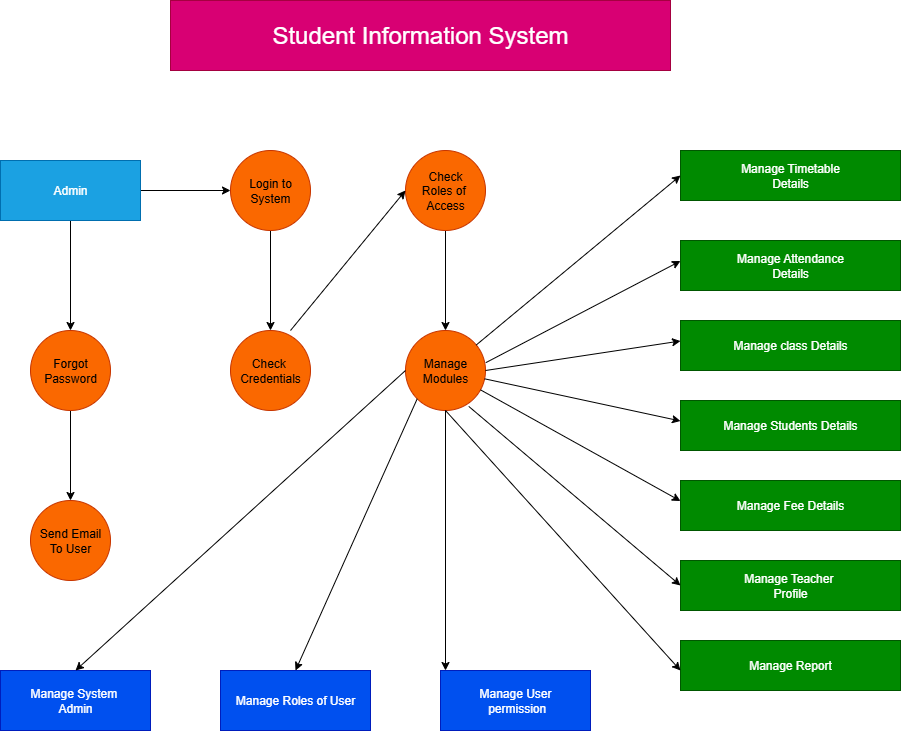 Student Information System
Admin
Login to
System
Check
Roles of
Access
Manage Timetable
Details
Manage Attendance
Details
Manage class Details
Forgot
Password
Check
Credentials
Manage
Modules
Manage Students Details
Manage Fee Details
Send Email
To User
Manage Teacher
Profile
Manage Report
Manage System
Admin
Manage Roles of User
Manage User
permission